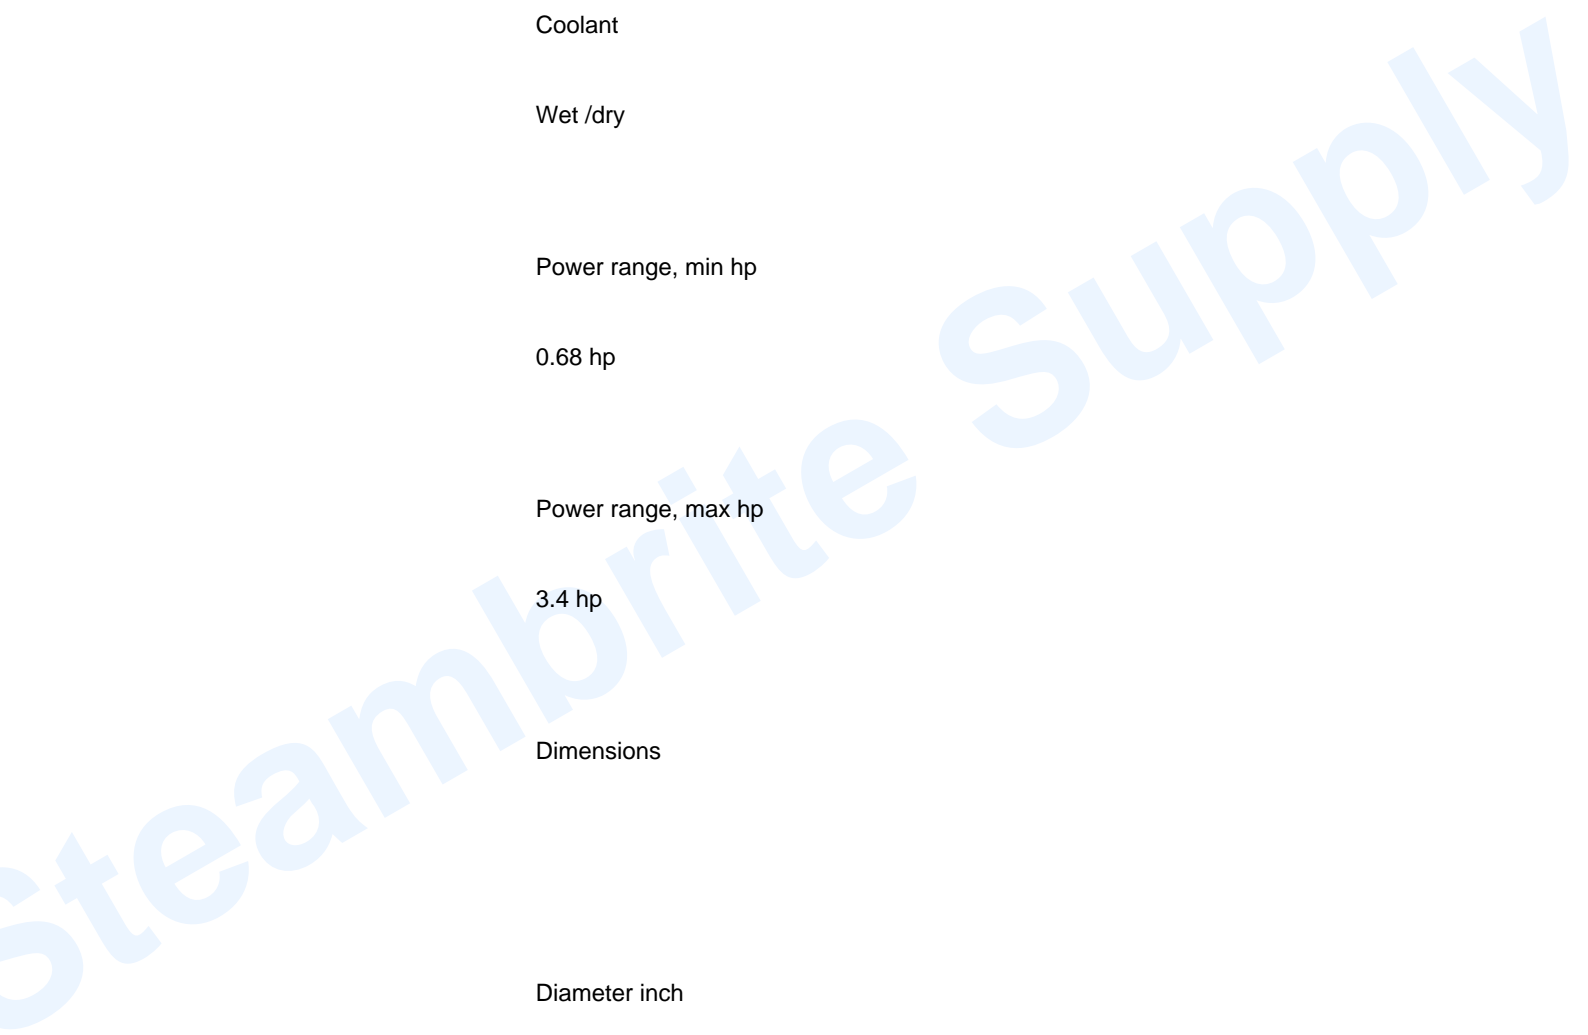 Coolant
Wet /dry
Power range, min hp
0.68 hp
Power range, max hp
3.4 hp
Dimensions
Diameter inch
Steambrite Supply